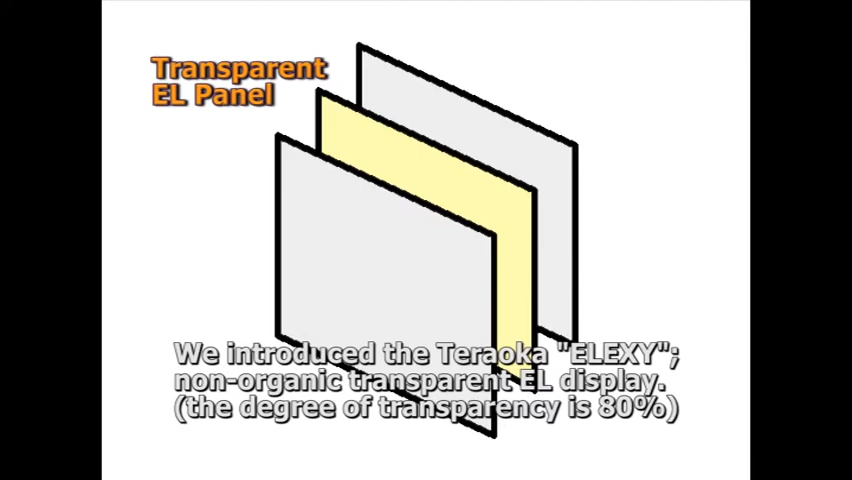 Transparent
EL Panel
We introduced the Teraoka "ELEXY";
non-organic transparent EL display.
(the degree of transparency is 80%)